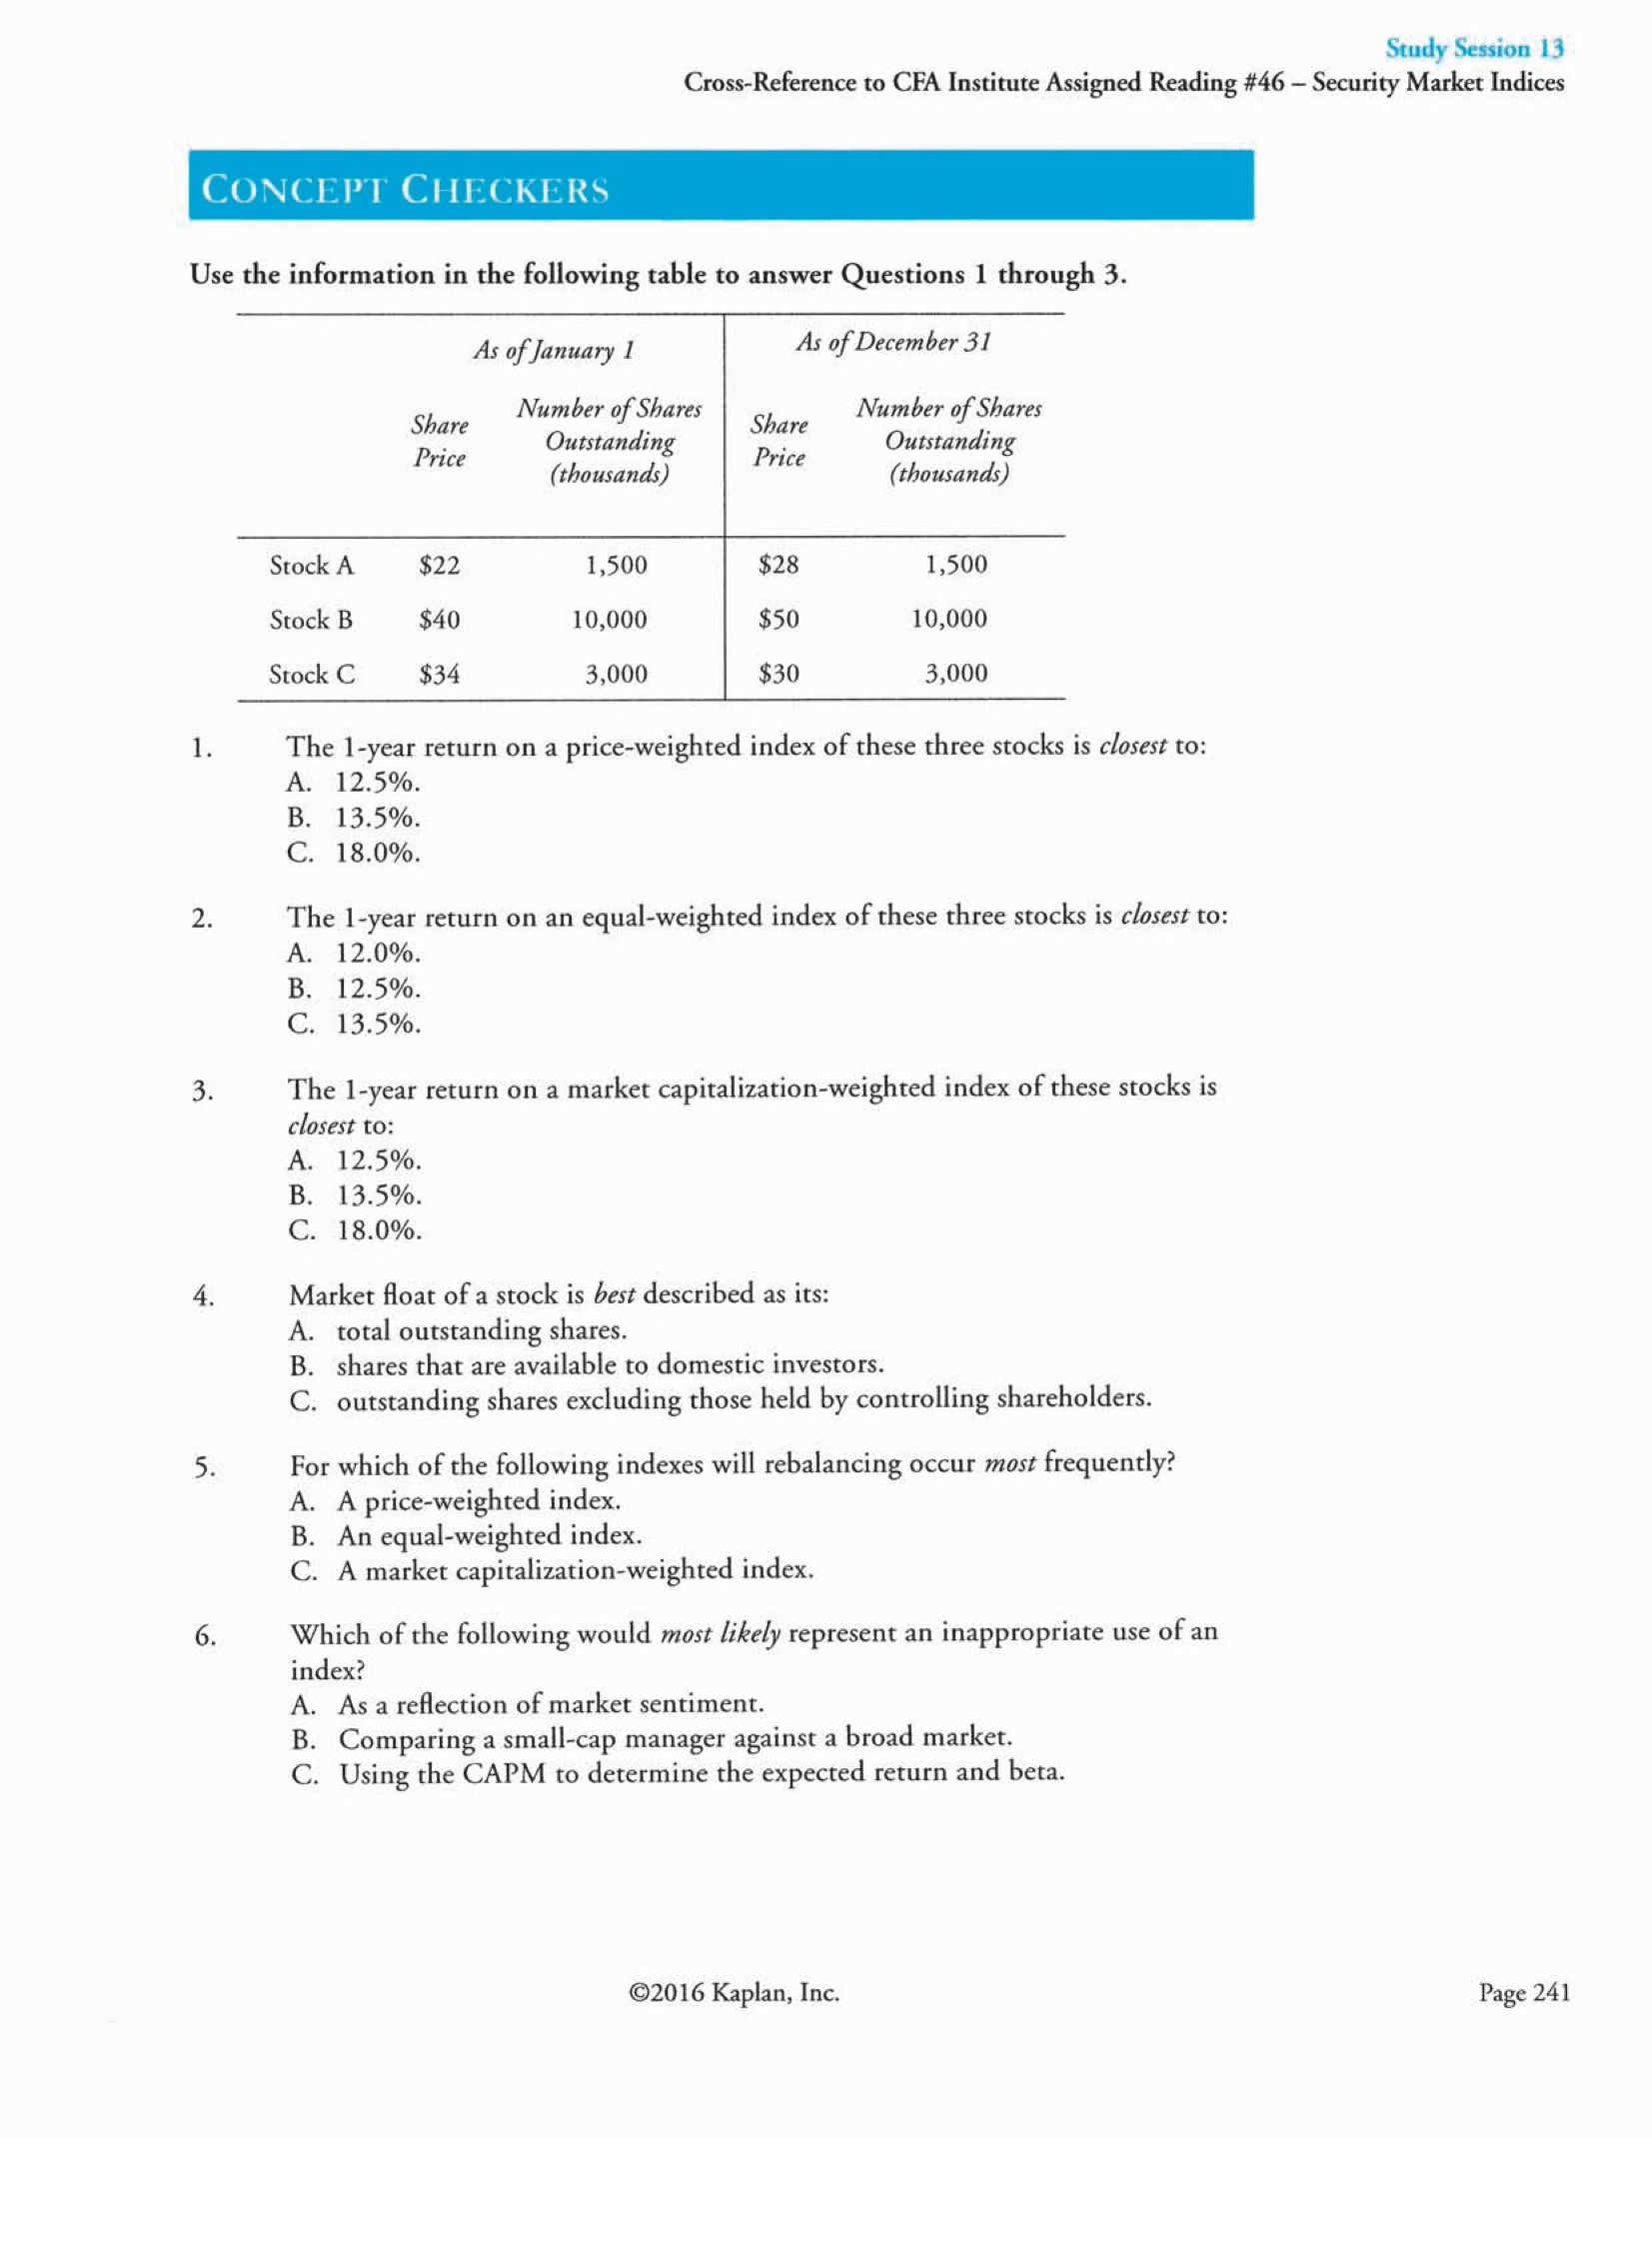 Study Session 13
Cross-Reference to CFA Institute Assigned Reading #46 – Security Market Indices
CONCEPT CHECKERS
Use the information in the following table to answer Questions 1 through 3.
As of January 1 As of December 31
Share Price Number of Shares Outstanding (thousands) Share Price Number of Shares Outstanding (thousands)
Stock A $22 1,500 $28 1,500
Stock B $40 10,000 $50 10,000
Stock C $34 3,000 $30 3,000
1. The 1-year return on a price-weighted index of these three stocks is closest to:
A. 12.5%.
B. 13.5%.
C. 18.0%.
2. The 1-year return on an equal-weighted index of these three stocks is closest to:
A. 12.0%.
B. 12.5%.
C. 13.5%.
3. The 1-year return on a market capitalization-weighted index of these stocks is
closest to:
A. 12.5%.
B. 13.5%.
C. 18.0%.
4. Market float of a stock is best described as its:
A. total outstanding shares.
B. shares that are available to domestic investors.
C. outstanding shares excluding those held by controlling shareholders.
5. For which of the following indexes will rebalancing occur most frequently?
A. A price-weighted index.
B. An equal-weighted index.
C. A market capitalization-weighted index.
6. Which of the following would most likely represent an inappropriate use of an
index?
A. As a reflection of market sentiment.
B. Comparing a small-cap manager against a broad market.
C. Using the CAPM to determine the expected return and beta.
©2016 Kaplan, Inc. Page 241